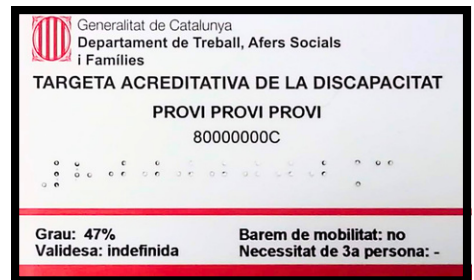 Generalitat de Catalunya
Departament de Treball, Afers Socials
i Famílies
TARGETA ACREDITATIVA DE LA DISCAPACITAT
PROVI PROVI PROVI
80000000C
Grau: 47%
Validesa: indefinida
Barem de mobilitat: no
Necessitat de 3a persona: -